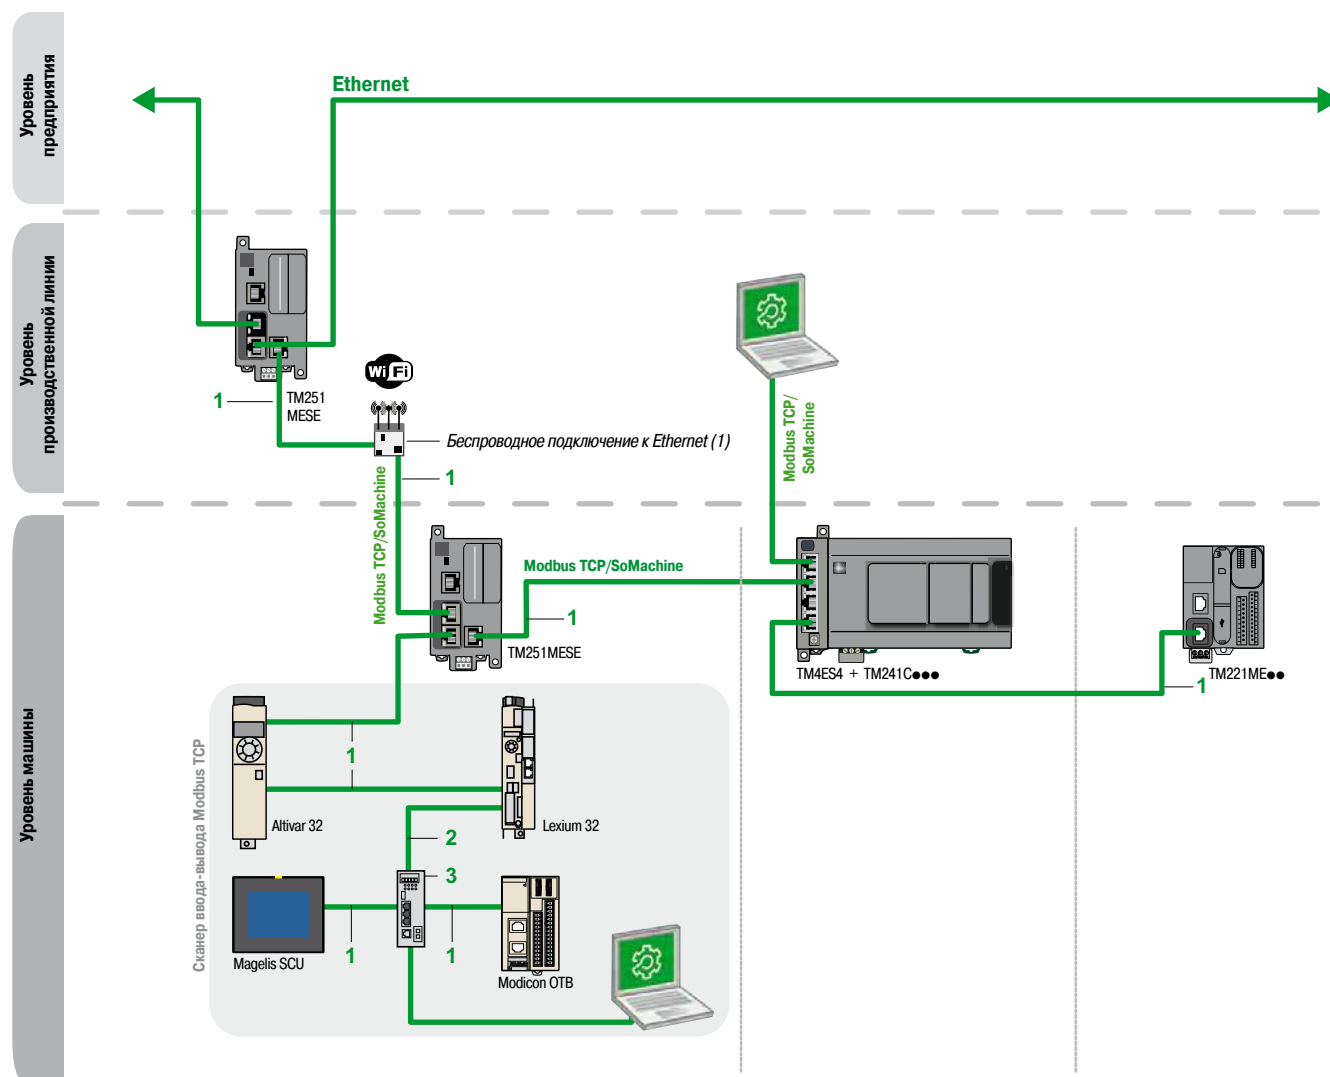 Уровень
предприятия
Ethernet
Уровень
производственной линии
1
TM251
MESE
Wi Fi
Беспроводное подключение к Ethernet (1)
1
Modbus TCP/SoMachine
Modbus TCP/
SoMachine
Уровень машины
Modbus TCP/SoMachine
1
TM251MESE
TM4ES4 + TM241C●●●
1
TM221ME●●
Сканер ввода-вывода Modbus TCP
1
Altivar 32
Lexium 32
2
3
1
1
Magelis SCU
Modicon OTB